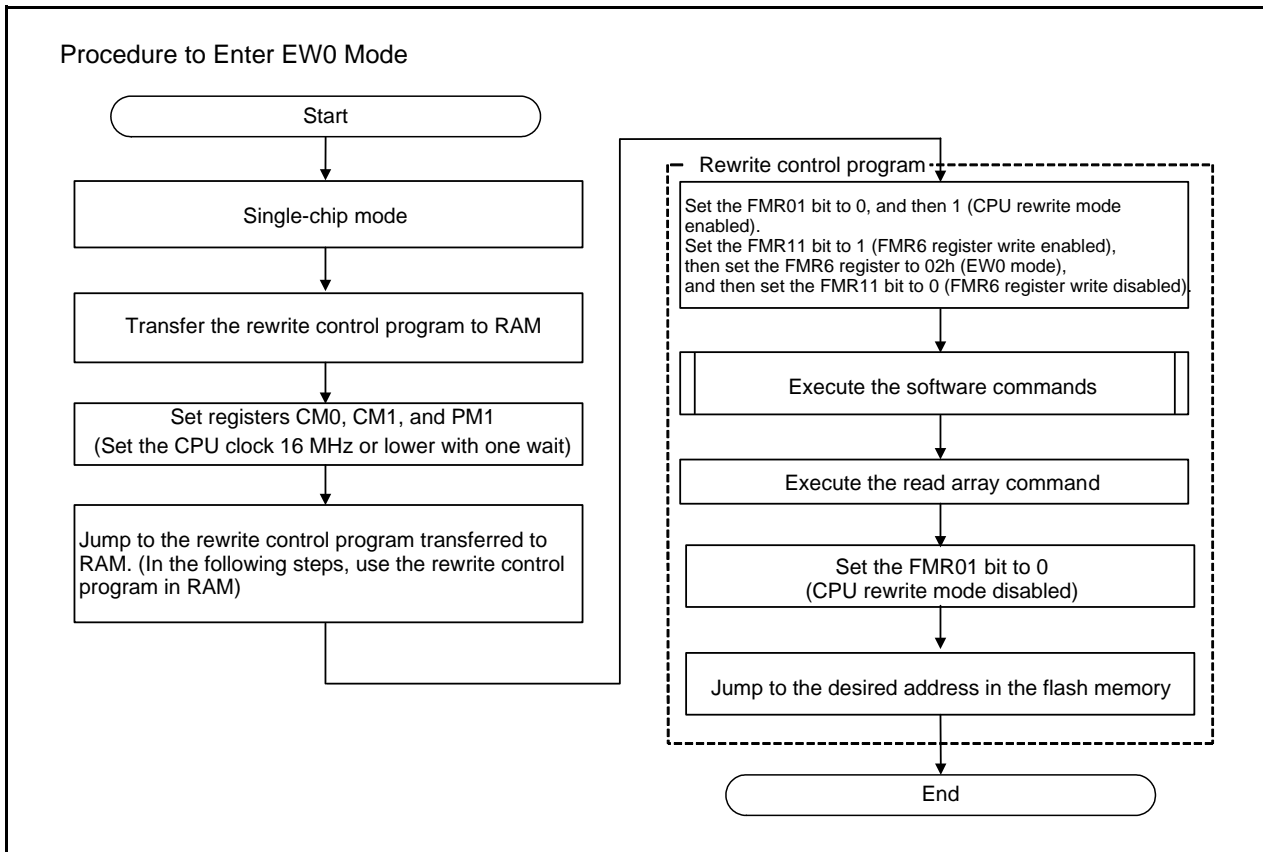 Procedure to Enter EW0 Mode
Start
Single-chip mode
Transfer the rewrite control program to RAM
Set registers CM0, CM1, and PM1
(Set the CPU clock 16 MHz or lower with one wait)
Jump to the rewrite control program transferred to
RAM. (In the following steps, use the rewrite control
program in RAM)
Rewrite control program
Set the FMR01 bit to 0, and then 1 (CPU rewrite mode
enabled).
Set the FMR11 bit to 1 (FMR6 register write enabled),
then set the FMR6 register to 02h (EW0 mode),
and then set the FMR11 bit to 0 (FMR6 register write disabled).
Execute the software commands
Execute the read array command
Set the FMR01 bit to 0
(CPU rewrite mode disabled)
Jump to the desired address in the flash memory
End